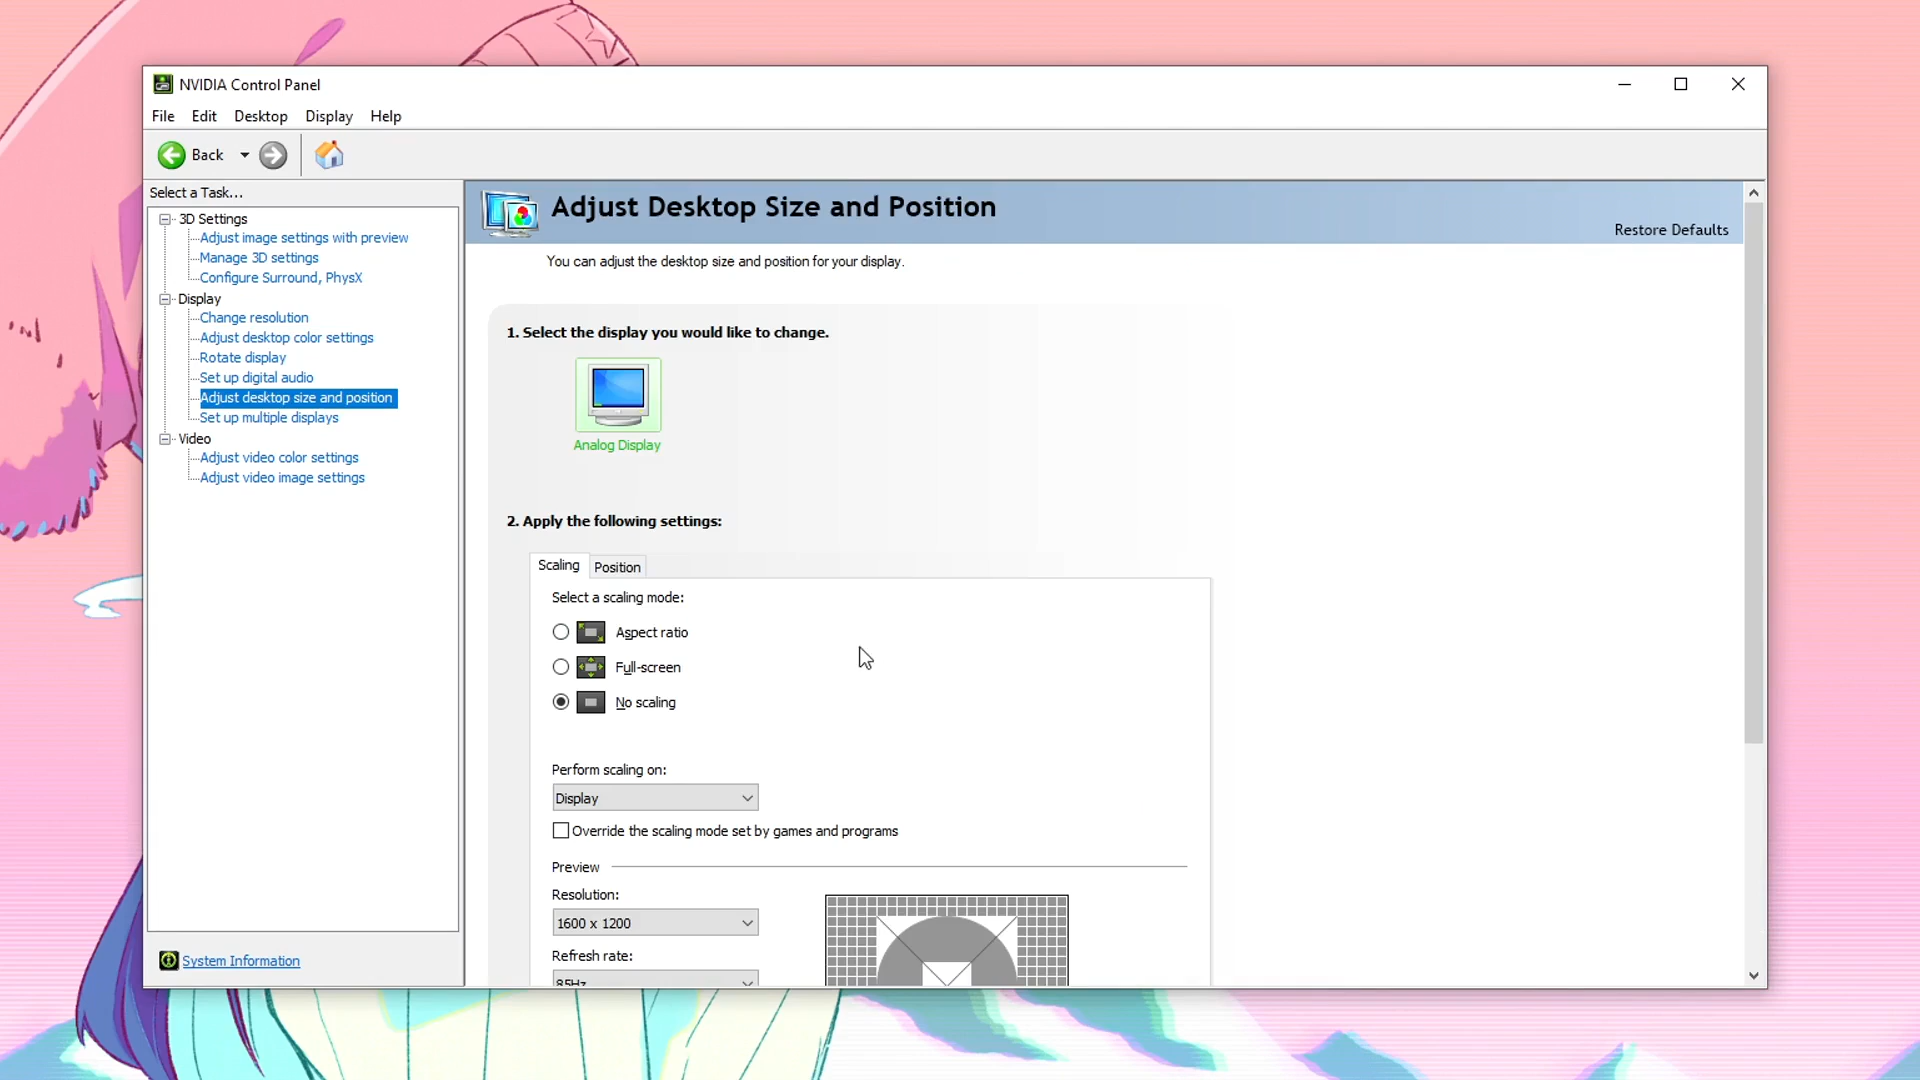 NVIDIA Control Panel
File Edit Desktop Display Help
Back
Select a Task...
3D Settings
Adjust image settings with preview
Manage 3D settings
Configure Surround, PhysX
Display
Change resolution
Adjust desktop color settings
Rotate display
Set up digital audio
Adjust desktop size and position
Set up multiple displays
Video
Adjust video color settings
Adjust video image settings
System Information
Adjust Desktop Size and Position
Restore Defaults
You can adjust the desktop size and position for your display.
1. Select the display you would like to change.
Analog Display
2. Apply the following settings:
Scaling Position
Select a scaling mode:
Aspect ratio
Full-screen
No scaling
Perform scaling on:
Display
Override the scaling mode set by games and programs
Preview
Resolution:
1600 x 1200
Refresh rate:
85Hz